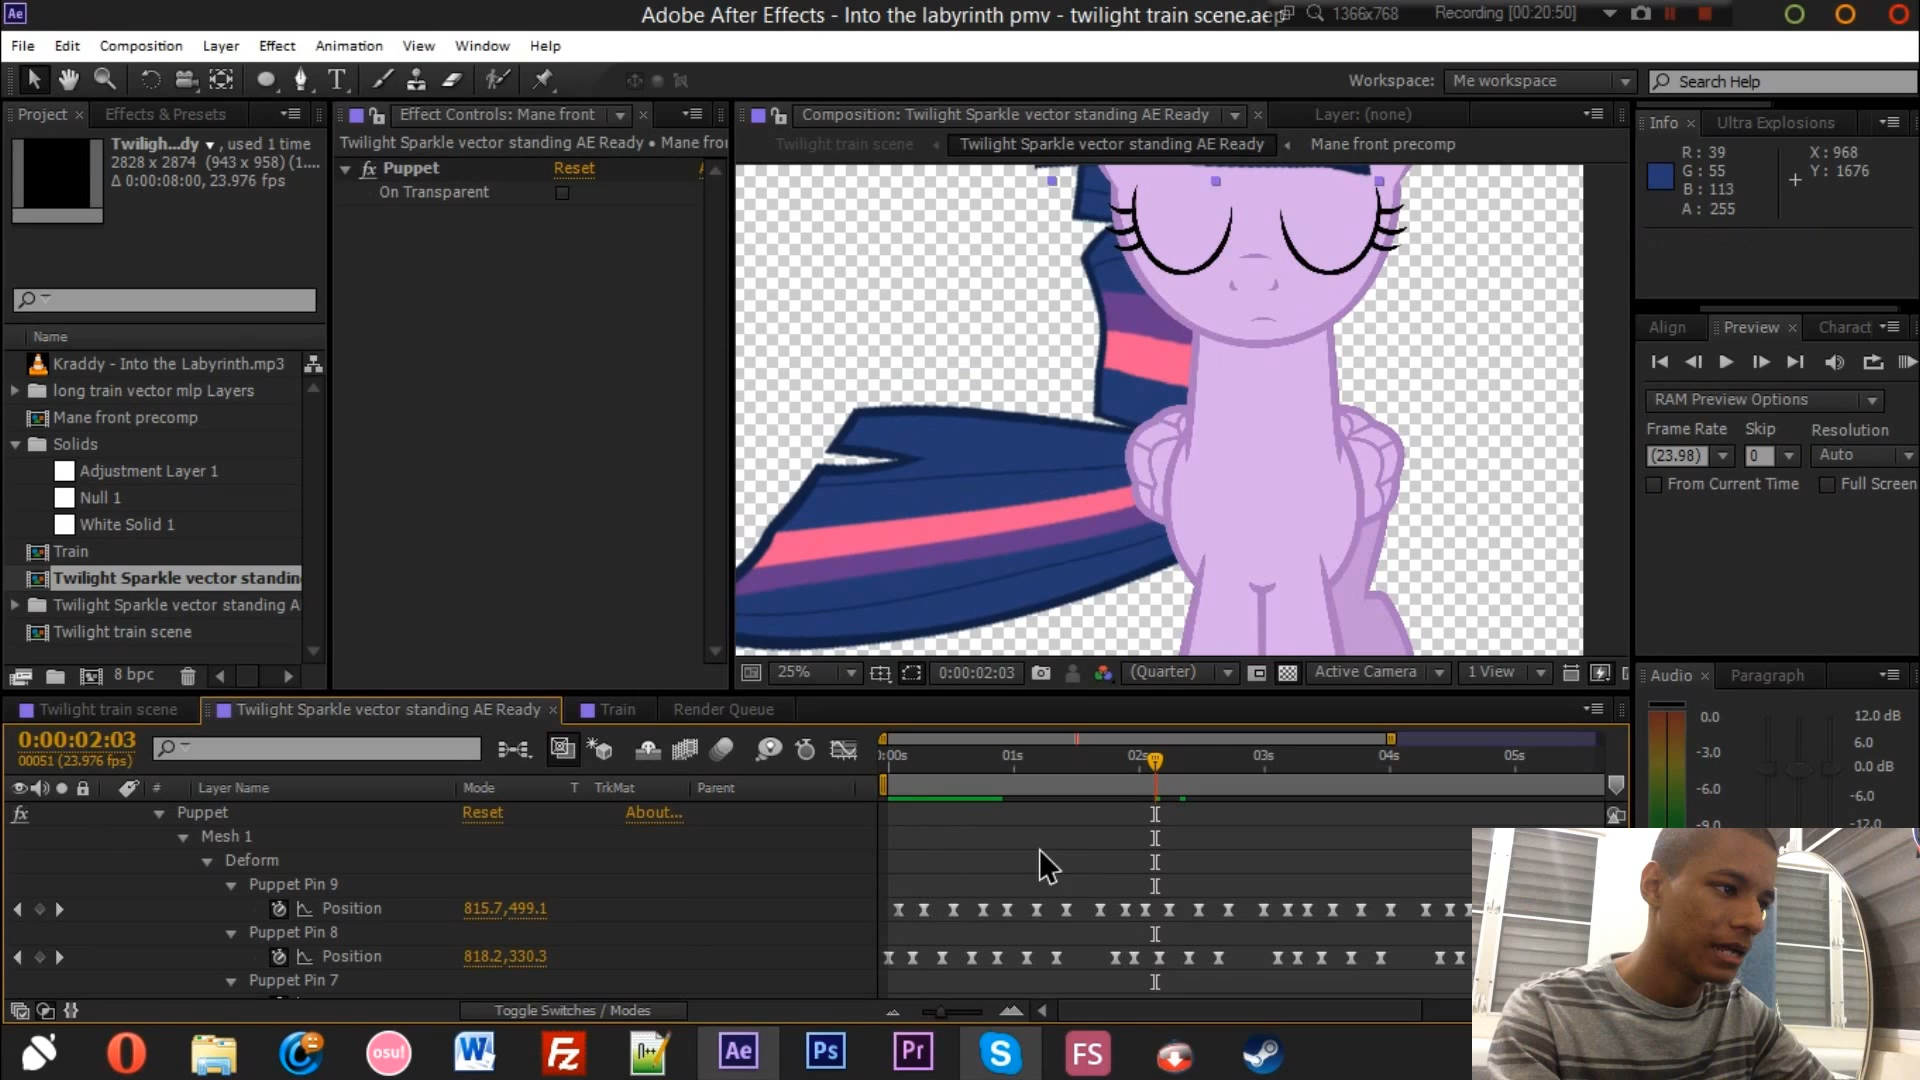 Ae
Adobe After Effects - Into the labyrinth pmv - twilight train scene.aep
1366x768
Recording [00:20:50]
File Edit Composition Layer Effect Animation View Window Help
Workspace: Me workspace
Search Help
Project
Effects & Presets
Effect Controls: Mane front
Composition: Twilight Sparkle vector standing AE Ready
Layer: (none)
Info
Ultra Explosions
Twiligh...dy , used 1 time
2828 x 2874 (943 x 958) (1....
Δ 0:00:08:00, 23.976 fps
Twilight Sparkle vector standing AE Ready • Mane fron
fx Puppet Reset
On Transparent
Twilight train scene
Twilight Sparkle vector standing AE Ready
Mane front precomp
R: 39
G: 55
B: 113
A: 255
X: 968
Y: 1676
Name
Kraddy - Into the Labyrinth.mp3
long train vector mlp Layers
Mane front precomp
Solids
Adjustment Layer 1
Null 1
White Solid 1
Train
Twilight Sparkle vector standin
Twilight Sparkle vector standing A
Twilight train scene
8 bpc
Align
Preview
Charact
RAM Preview Options
Frame Rate Skip Resolution
(23.98) 0 Auto
From Current Time Full Screen
25%
0:00:02:03
(Quarter)
Active Camera
1 View
Audio
Paragraph
0.0
-3.0
-6.0
-9.0
12.0 dB
6.0
0.0 dB
-6.0
-12.0
Twilight train scene
Twilight Sparkle vector standing AE Ready
Train
Render Queue
0:00:02:03
00051 (23.976 fps)
:00s 01s 02s 03s 04s 05s
# Layer Name Mode T TrkMat Parent
fx Puppet Reset About...
Mesh 1
Deform
Puppet Pin 9
Position 815.7,499.1
Puppet Pin 8
Position 818.2,330.3
Puppet Pin 7
Toggle Switches / Modes
osu!
W
Fz
N++
Ae
Ps
Pr
S
FS